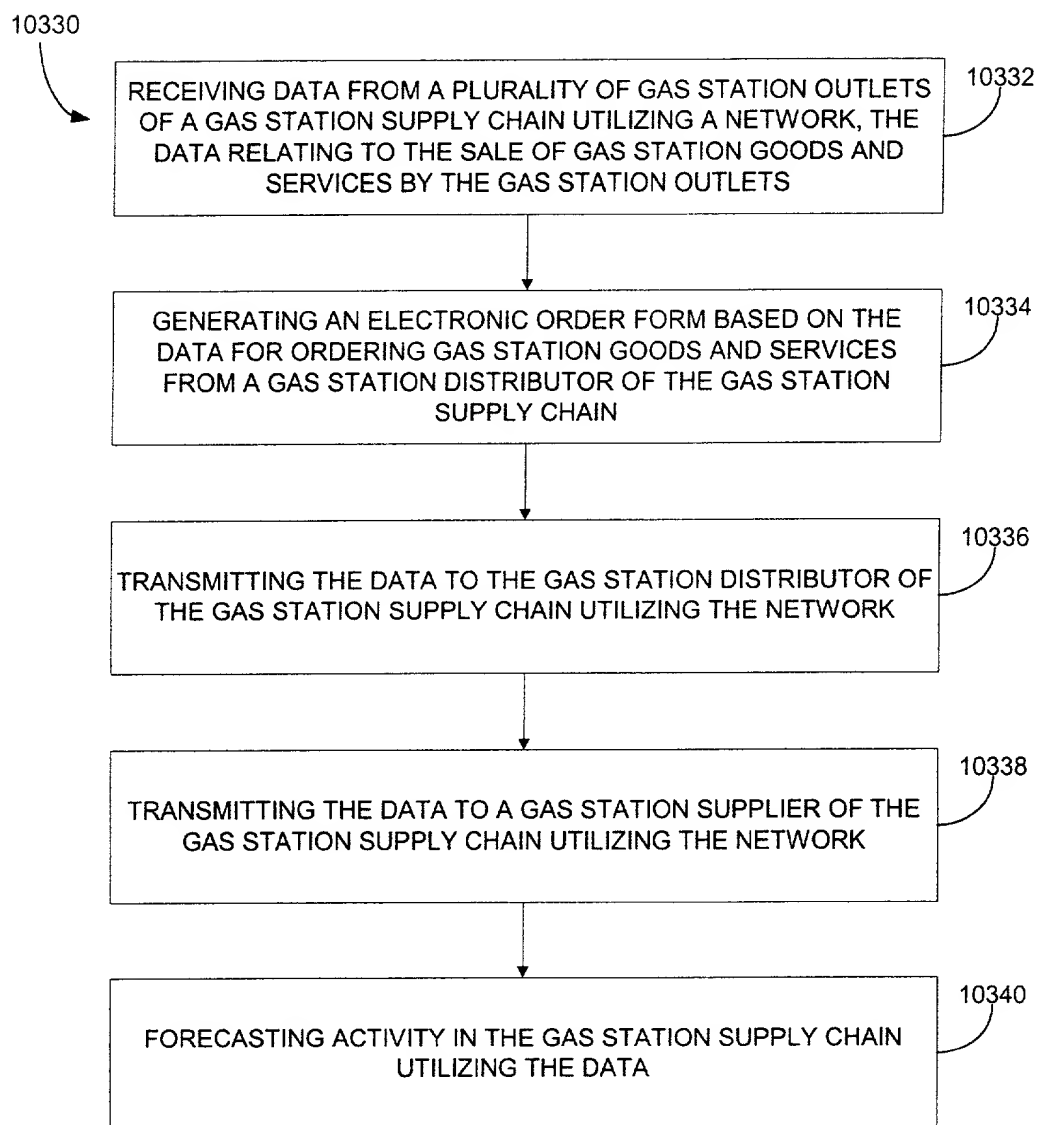 10330
10332
RECEIVING DATA FROM A PLURALITY OF GAS STATION OUTLETS
OF A GAS STATION SUPPLY CHAIN UTILIZING A NETWORK, THE
DATA RELATING TO THE SALE OF GAS STATION GOODS AND
SERVICES BY THE GAS STATION OUTLETS
10334
GENERATING AN ELECTRONIC ORDER FORM BASED ON THE
DATA FOR ORDERING GAS STATION GOODS AND SERVICES
FROM A GAS STATION DISTRIBUTOR OF THE GAS STATION
SUPPLY CHAIN
10336
TRANSMITTING THE DATA TO THE GAS STATION DISTRIBUTOR OF
THE GAS STATION SUPPLY CHAIN UTILIZING THE NETWORK
10338
TRANSMITTING THE DATA TO A GAS STATION SUPPLIER OF THE
GAS STATION SUPPLY CHAIN UTILIZING THE NETWORK
10340
FORECASTING ACTIVITY IN THE GAS STATION SUPPLY CHAIN
UTILIZING THE DATA